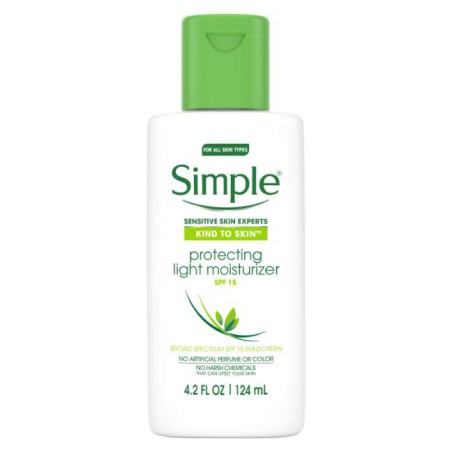 FOR ALL SKIN TYPES
Simple®
SENSITIVE SKIN EXPERTS
KIND TO SKIN™
protecting
light moisturizer
SPF 15
BROAD SPECTRUM SPF 15 SUNSCREEN
NO ARTIFICIAL PERFUME OR COLOR
NO HARSH CHEMICALS
THAT CAN UPSET YOUR SKIN
4.2 FL OZ | 124 mL